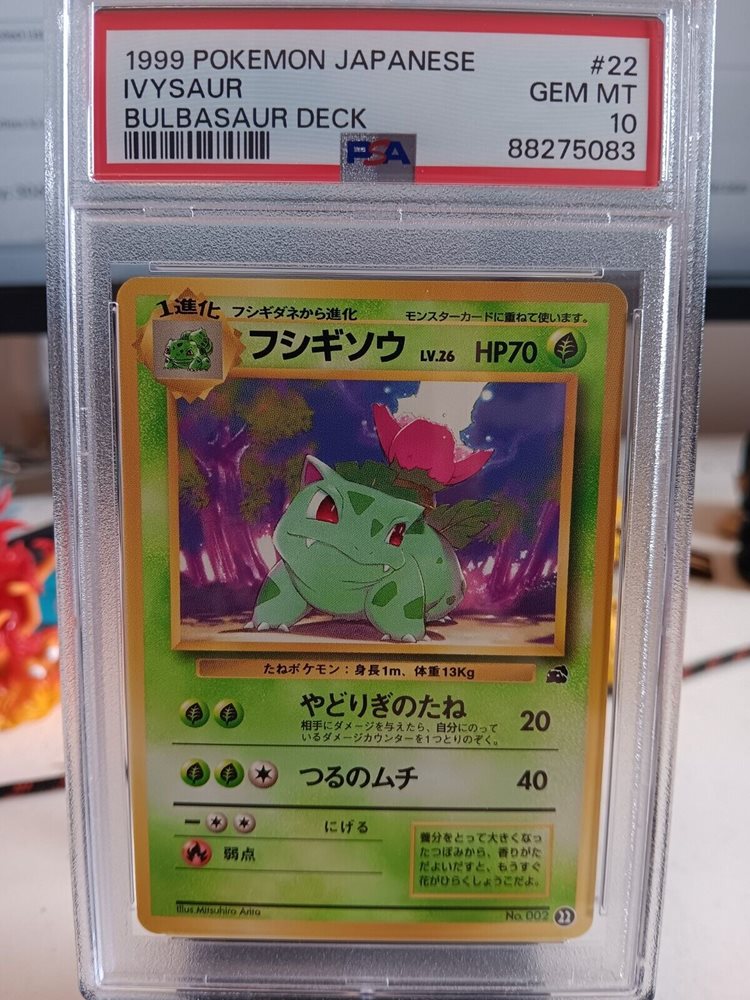 1999 POKEMON JAPANESE #22
IVYSAUR GEM MT
BULBASAUR DECK 10
PSA 88275083
1進化 フシギダネから進化 モンスターカードに重ねて使います。
フシギソウ LV.26 HP70
たねポケモン：身長1m、体重13Kg
やどりぎのたね 20
相手にダメージを与えたら、自分にのって
いるダメージカウンターを1つとりのぞく。
つるのムチ 40
にげる
弱点
養分をとって大きくなっ
たつぼみから、香りがた
だよいだすと、もうすぐ
花がひらくしょうこだよ。
Illus. Mitsuhiro Arita No. 002 22